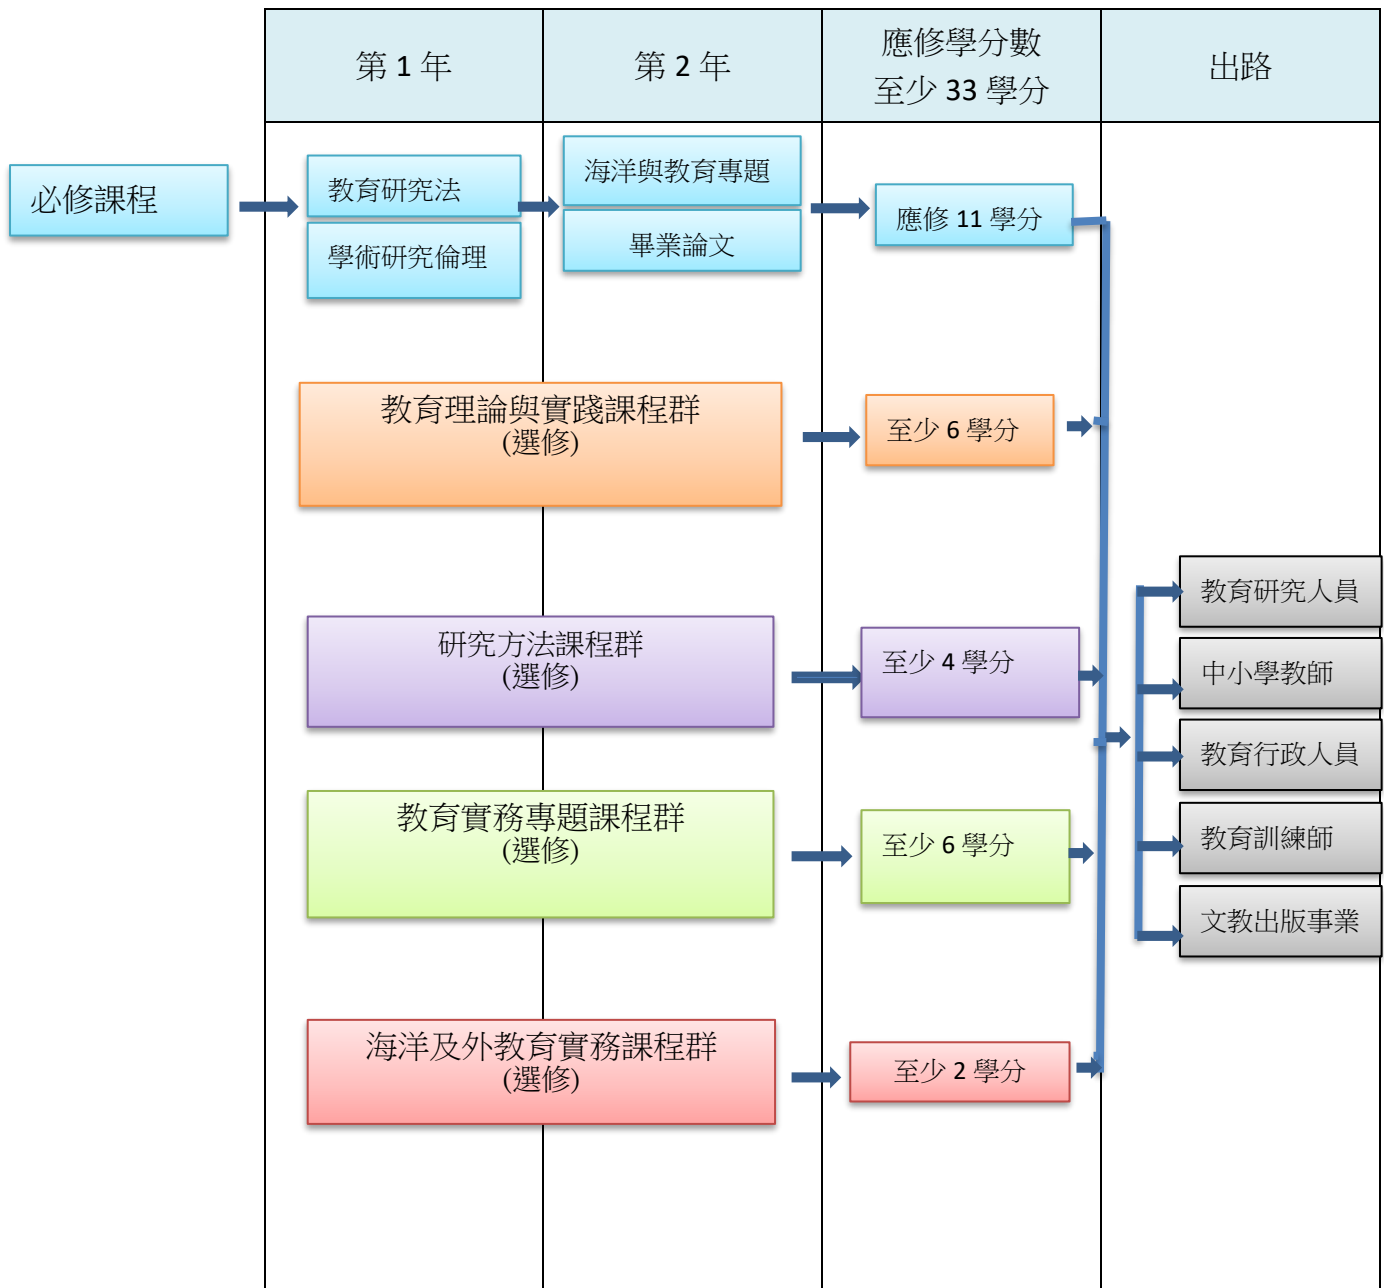 第 1 年
第 2 年
應修學分數
至少 33 學分
出路
必修課程
教育研究法
學術研究倫理
海洋與教育專題
畢業論文
應修 11 學分
教育理論與實踐課程群
(選修)
至少 6 學分
研究方法課程群
(選修)
至少 4 學分
教育實務專題課程群
(選修)
至少 6 學分
海洋及外教育實務課程群
(選修)
至少 2 學分
教育研究人員
中小學教師
教育行政人員
教育訓練師
文教出版事業